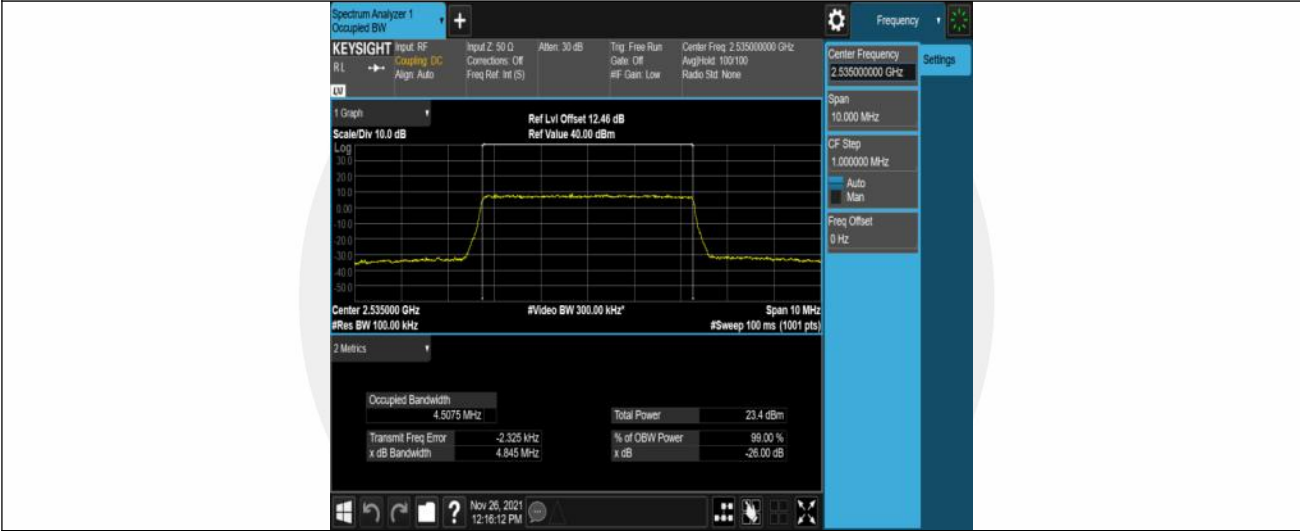 Spectrum Analyzer 1
Occupied BW
+
Frequency
KEYSIGHT
RL
LVI
Input: RF
Coupling: DC
Align: Auto
Input Z: 50 Ω
Corrections: Off
Freq Ref: Int (S)
Atten: 30 dB
Trig: Free Run
Gate: Off
#IF Gain: Low
Center Freq: 2.535000000 GHz
Avg|Hold: 100/100
Radio Std: None
Center Frequency
2.535000000 GHz
Settings
Span
10.000 MHz
CF Step
1.000000 MHz
Auto
Man
Freq Offset
0 Hz
1 Graph
Scale/Div 10.0 dB
Ref Lvl Offset 12.46 dB
Ref Value 40.00 dBm
Log
30.0
20.0
10.0
0.00
-10.0
-20.0
-30.0
-40.0
-50.0
Center 2.535000 GHz
#Res BW 100.00 kHz
#Video BW 300.00 kHz*
Span 10 MHz
#Sweep 100 ms (1001 pts)
2 Metrics
Occupied Bandwidth
4.5075 MHz
Total Power 23.4 dBm
Transmit Freq Error -2.325 kHz
% of OBW Power 99.00 %
x dB Bandwidth 4.845 MHz
x dB -26.00 dB
?
Nov 26, 2021
12:16:12 PM